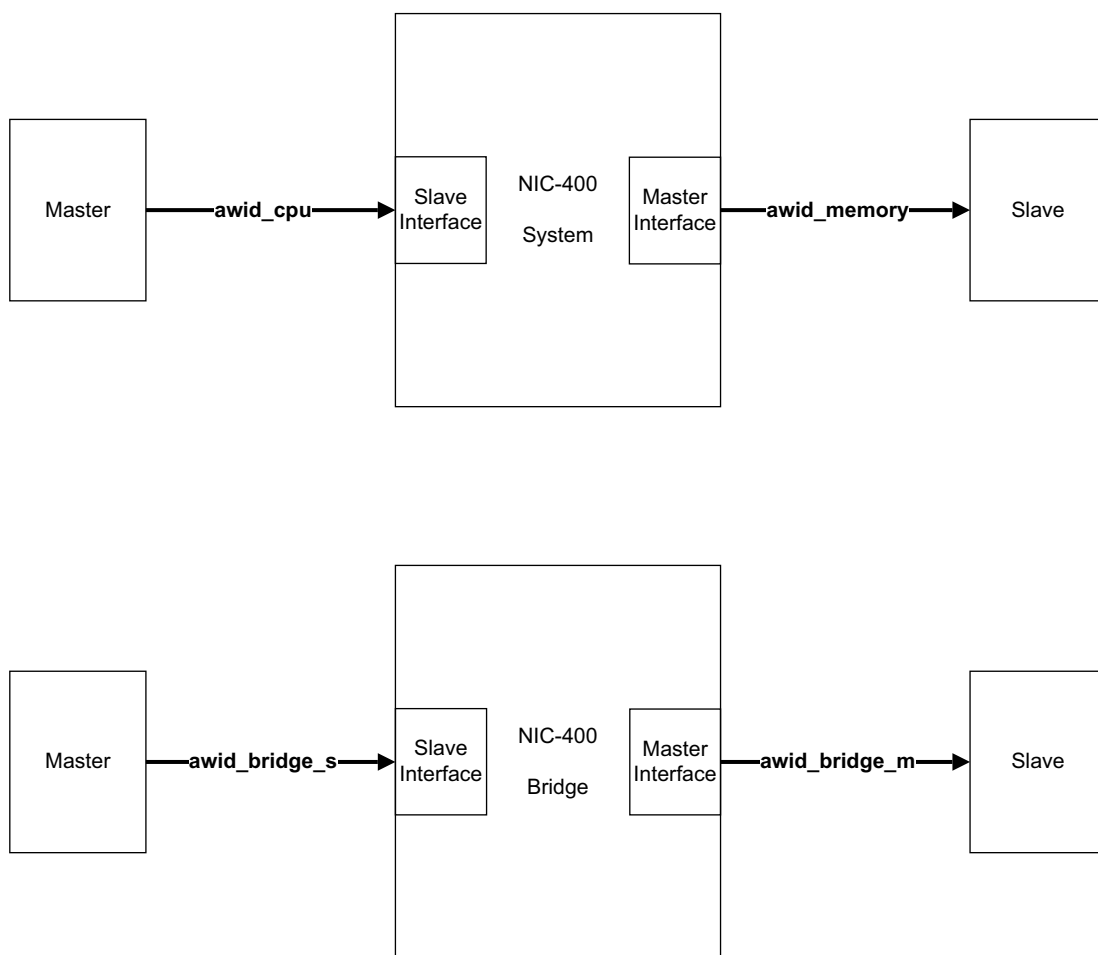 Master
awid_cpu
Slave
Interface
NIC-400
System
Master
Interface
awid_memory
Slave
Master
awid_bridge_s
Slave
Interface
NIC-400
Bridge
Master
Interface
awid_bridge_m
Slave